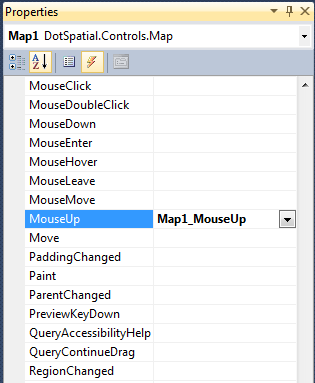 Properties
Map1 DotSpatial.Controls.Map
A
Z
MouseClick
MouseDoubleClick
MouseDown
MouseEnter
MouseHover
MouseLeave
MouseMove
MouseUp Map1_MouseUp
Move
PaddingChanged
Paint
ParentChanged
PreviewKeyDown
QueryAccessibilityHelp
QueryContinueDrag
RegionChanged